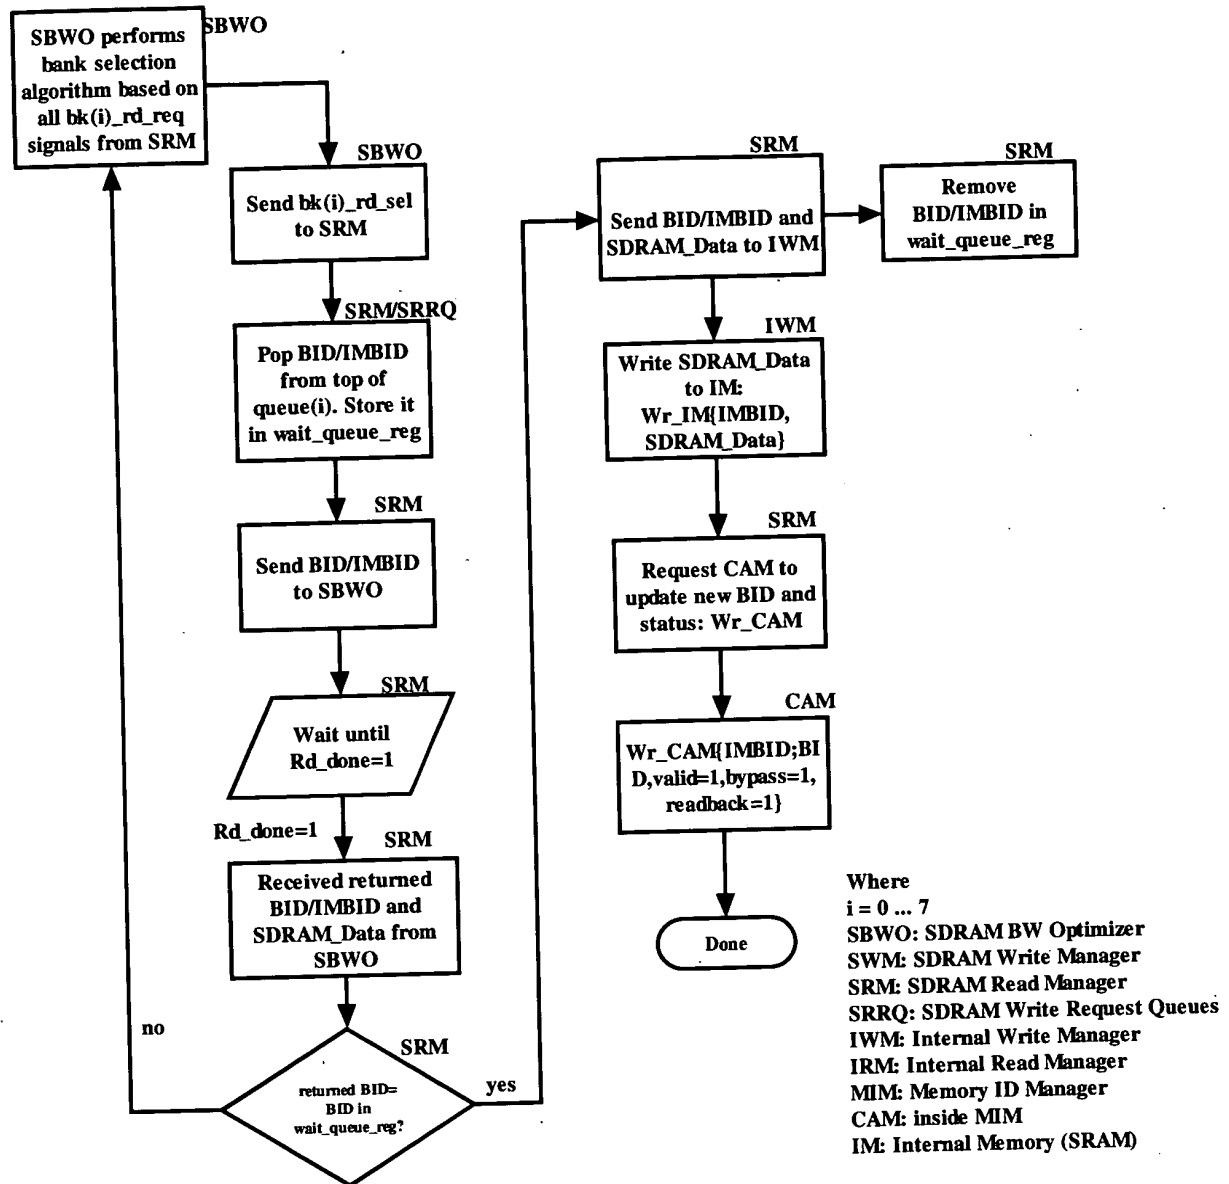 SBWO
SBWO performs
bank selection
algorithm based on
all bk(i)_rd_req
signals from SRM
SBWO
Send bk(i)_rd_sel
to SRM
SRM/SRRQ
Pop BID/IMBID
from top of
queue(i). Store it
in wait_queue_reg
SRM
Send BID/IMBID
to SBWO
SRM
Wait until
Rd_done=1
Rd_done=1
SRM
Received returned
BID/IMBID and
SDRAM_Data from
SBWO
SRM
returned BID=
BID in
wait_queue_reg?
no
yes
SRM
Send BID/IMBID and
SDRAM_Data to IWM
SRM
Remove
BID/IMBID in
wait_queue_reg
IWM
Write SDRAM_Data
to IM:
Wr_IM{IMBID,
SDRAM_Data}
SRM
Request CAM to
update new BID and
status: Wr_CAM
CAM
Wr_CAM{IMBID;BI
D,valid=1,bypass=1,
readback=1}
Done
Where
i = 0 ... 7
SBWO: SDRAM BW Optimizer
SWM: SDRAM Write Manager
SRM: SDRAM Read Manager
SRRQ: SDRAM Write Request Queues
IWM: Internal Write Manager
IRM: Internal Read Manager
MIM: Memory ID Manager
CAM: inside MIM
IM: Internal Memory (SRAM)